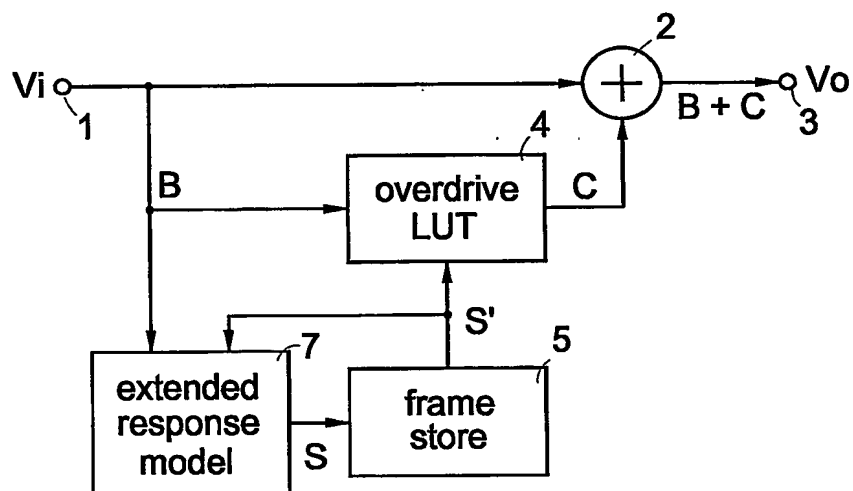 2
Vi
1
B + C
Vo
3
4
B
overdrive
LUT
C
S'
7
5
extended
response
model
S
frame
store